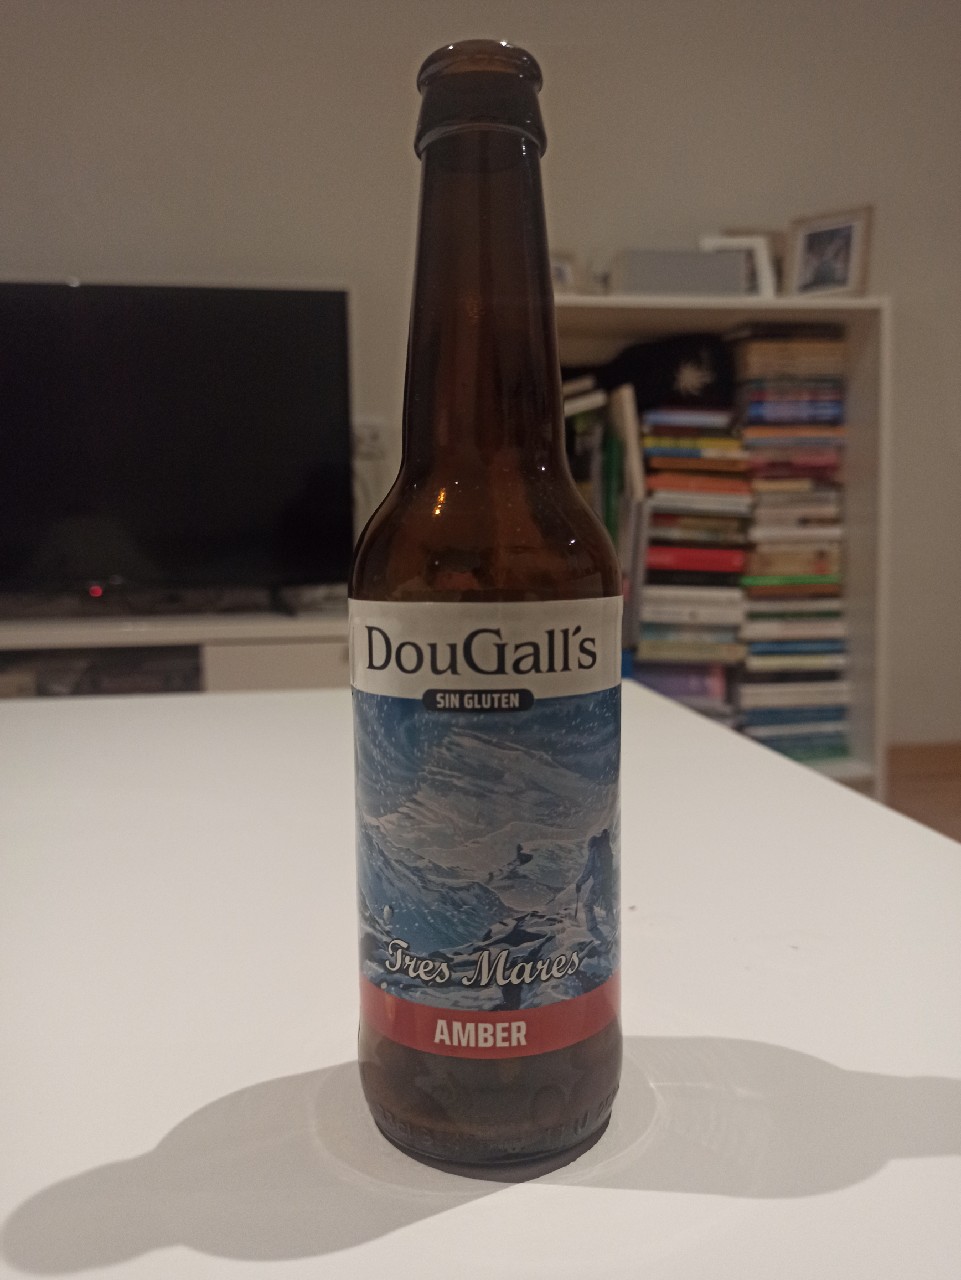 DouGall´s
SIN GLUTEN
Tres Mares
AMBER